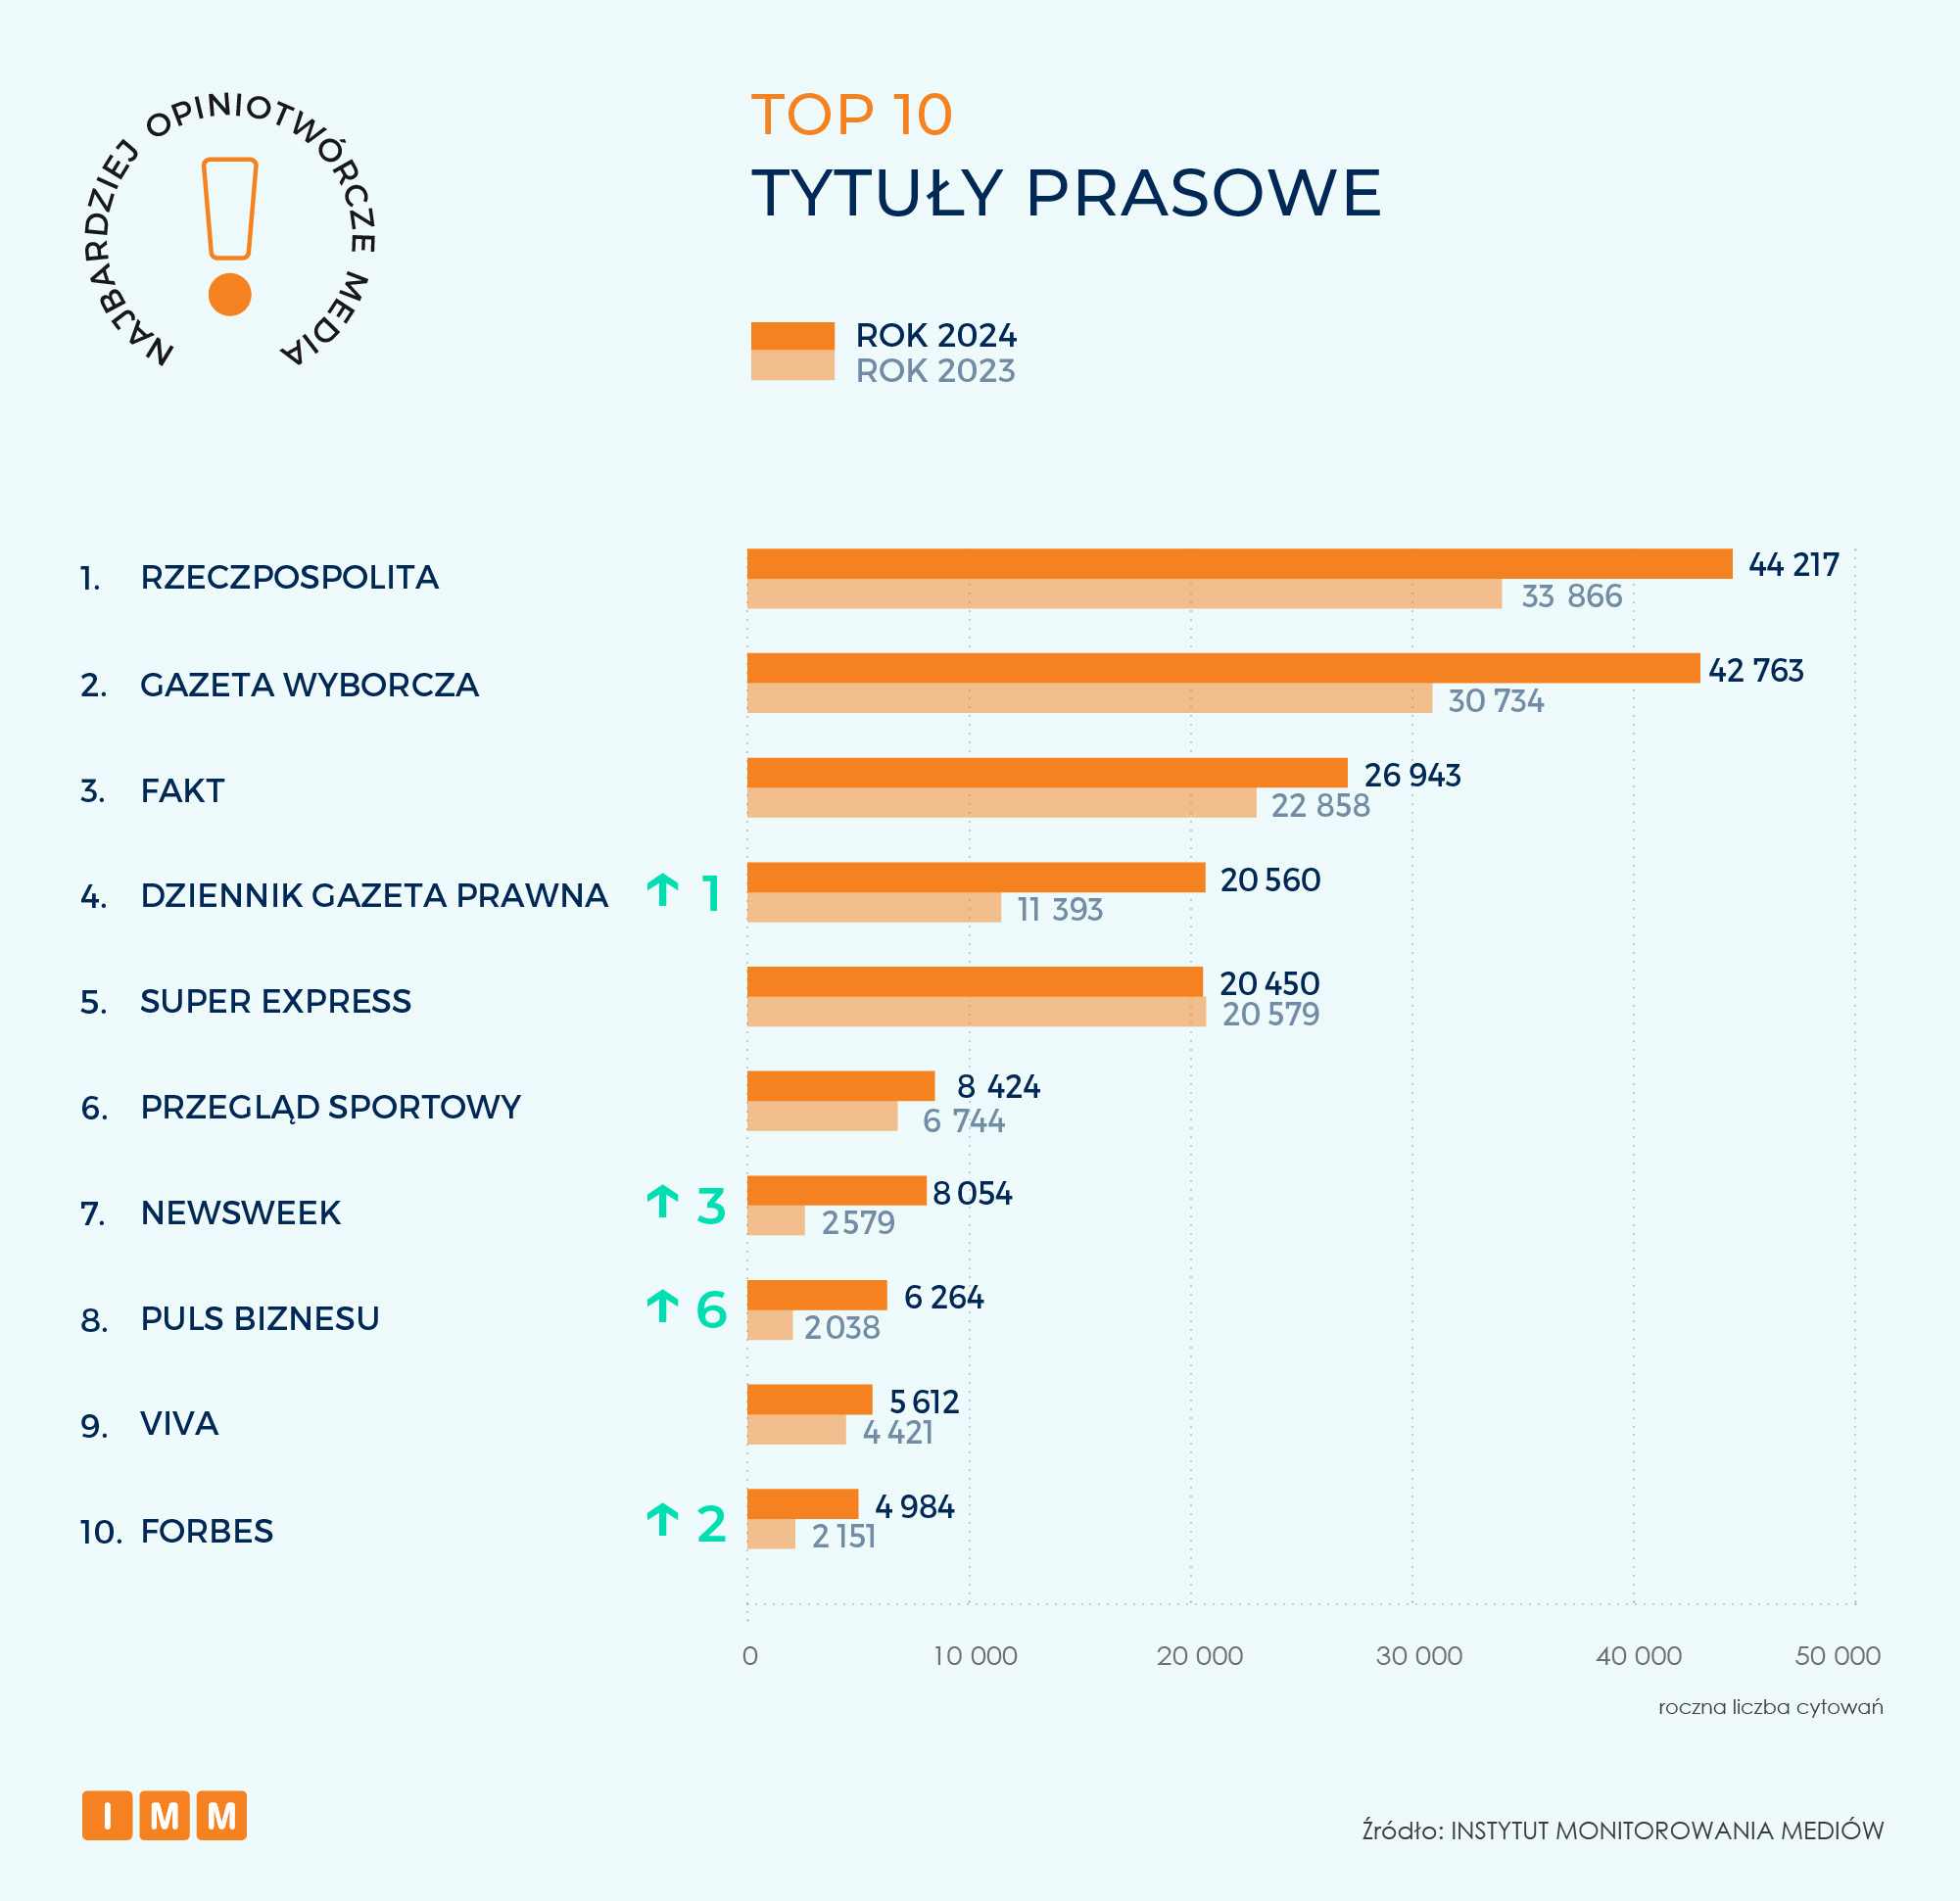 NAJBARDZIEJ OPINIOTWÓRCZE MEDIA
TOP 10
TYTUŁY PRASOWE
ROK 2024
ROK 2023
1. RZECZPOSPOLITA 44 217
33 866
2. GAZETA WYBORCZA 42 763
30 734
3. FAKT 26 943
22 858
4. DZIENNIK GAZETA PRAWNA ↑ 1 20 560
11 393
5. SUPER EXPRESS 20 450
20 579
6. PRZEGLĄD SPORTOWY 8 424
6 744
7. NEWSWEEK ↑ 3 8 054
2 579
8. PULS BIZNESU ↑ 6 6 264
2 038
9. VIVA 5 612
4 421
10. FORBES ↑ 2 4 984
2 151
0 10 000 20 000 30 000 40 000 50 000
roczna liczba cytowań
IMM
Źródło: INSTYTUT MONITOROWANIA MEDIÓW